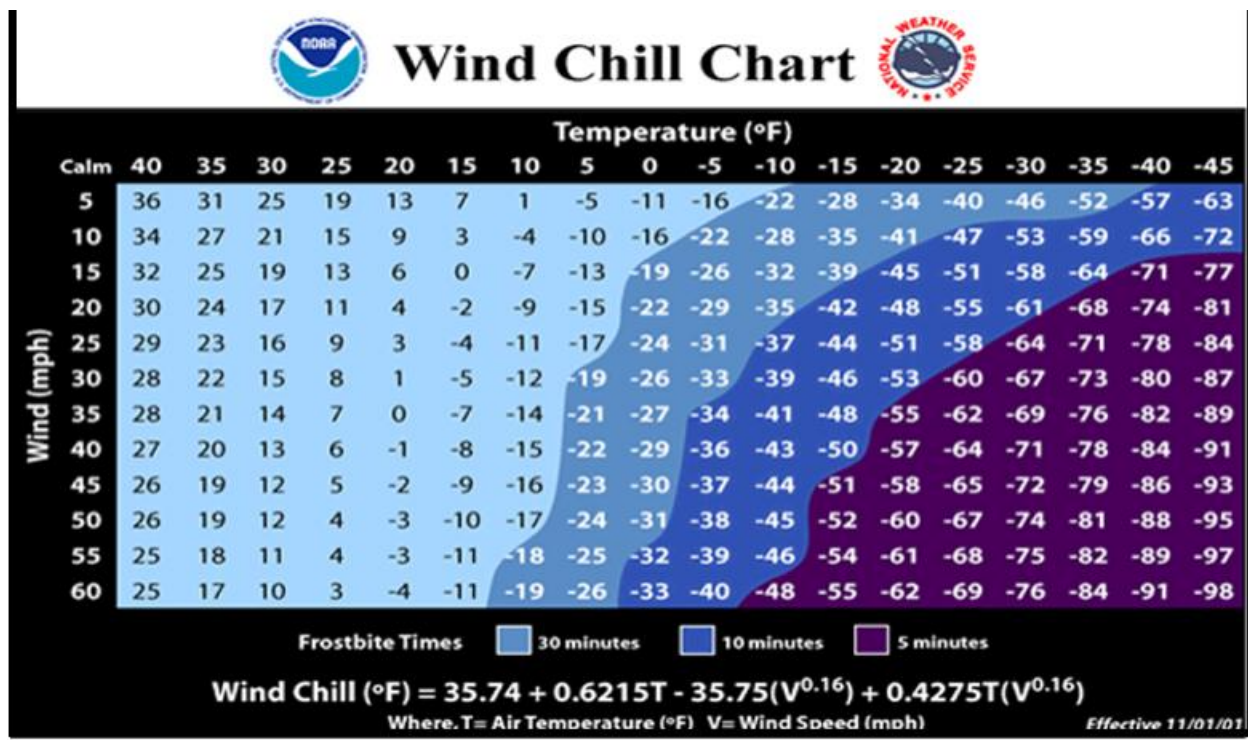 NOAA
Wind Chill Chart
NATIONAL WEATHER SERVICE
Temperature (ºF)
Calm 40 35 30 25 20 15 10 5 0 -5 -10 -15 -20 -25 -30 -35 -40 -45
Wind (mph)
5 36 31 25 19 13 7 1 -5 -11 -16 -22 -28 -34 -40 -46 -52 -57 -63
10 34 27 21 15 9 3 -4 -10 -16 -22 -28 -35 -41 -47 -53 -59 -66 -72
15 32 25 19 13 6 0 -7 -13 -19 -26 -32 -39 -45 -51 -58 -64 -71 -77
20 30 24 17 11 4 -2 -9 -15 -22 -29 -35 -42 -48 -55 -61 -68 -74 -81
25 29 23 16 9 3 -4 -11 -17 -24 -31 -37 -44 -51 -58 -64 -71 -78 -84
30 28 22 15 8 1 -5 -12 -19 -26 -33 -39 -46 -53 -60 -67 -73 -80 -87
35 28 21 14 7 0 -7 -14 -21 -27 -34 -41 -48 -55 -62 -69 -76 -82 -89
40 27 20 13 6 -1 -8 -15 -22 -29 -36 -43 -50 -57 -64 -71 -78 -84 -91
45 26 19 12 5 -2 -9 -16 -23 -30 -37 -44 -51 -58 -65 -72 -79 -86 -93
50 26 19 12 4 -3 -10 -17 -24 -31 -38 -45 -52 -60 -67 -74 -81 -88 -95
55 25 18 11 4 -3 -11 -18 -25 -32 -39 -46 -54 -61 -68 -75 -82 -89 -97
60 25 17 10 3 -4 -11 -19 -26 -33 -40 -48 -55 -62 -69 -76 -84 -91 -98
Frostbite Times 30 minutes 10 minutes 5 minutes
Wind Chill (ºF) = 35.74 + 0.6215T - 35.75(V^0.16) + 0.4275T(V^0.16)
Where, T= Air Temperature (ºF) V= Wind Speed (mph) Effective 11/01/01